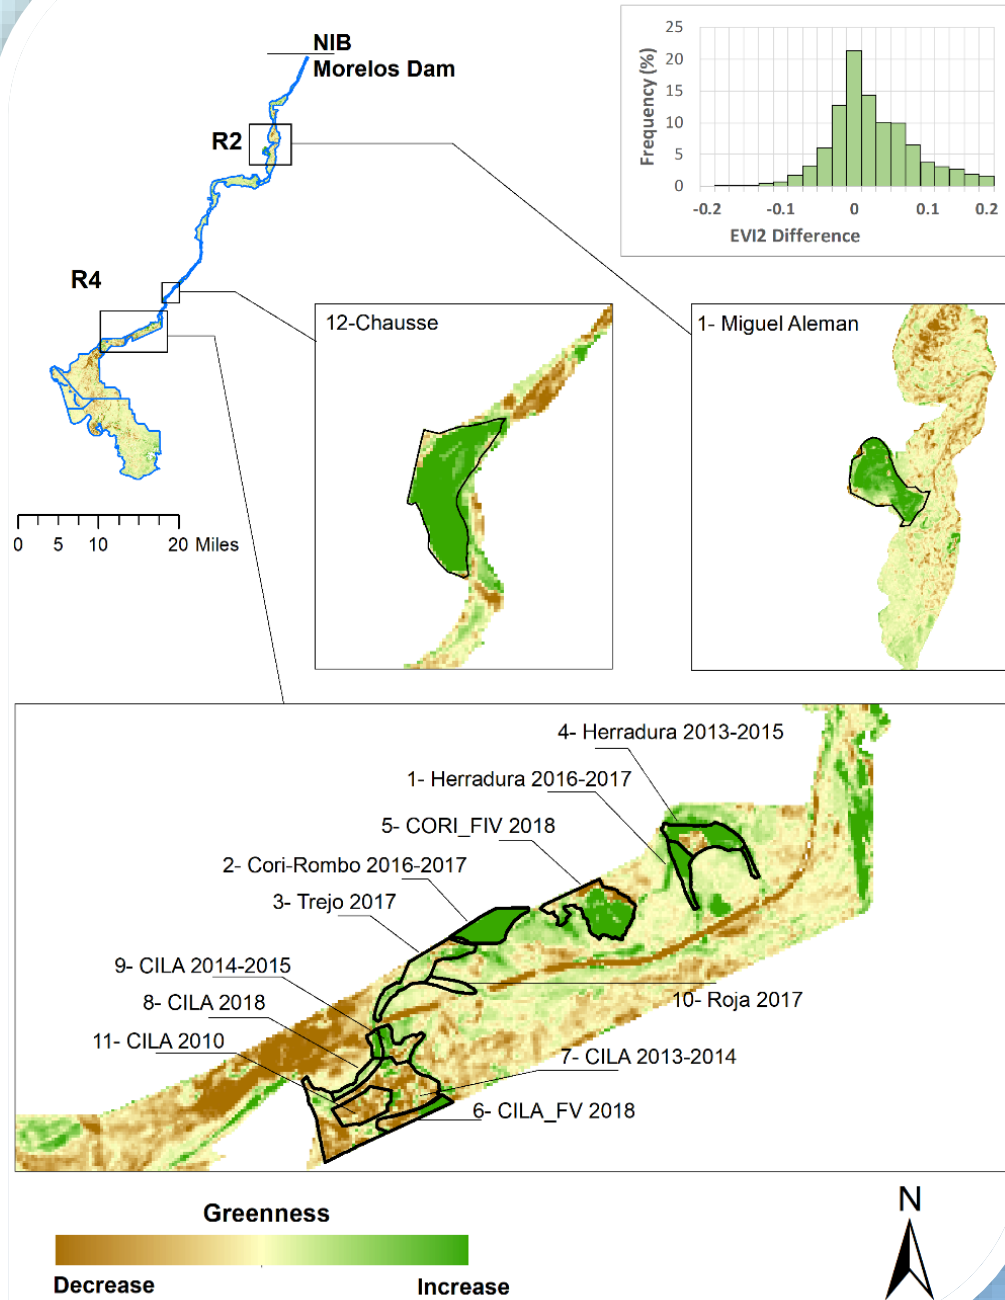 NIB
Morelos Dam
R2
R4
0 5 10 20 Miles
25
20
15
10
5
0
Frequency (%)
-0.2 -0.1 0 0.1 0.2
EVI2 Difference
12-Chausse
1- Miguel Aleman
4- Herradura 2013-2015
1- Herradura 2016-2017
5- CORI_FIV 2018
2- Cori-Rombo 2016-2017
3- Trejo 2017
9- CILA 2014-2015
8- CILA 2018
11- CILA 2010
10- Roja 2017
7- CILA 2013-2014
6- CILA_FV 2018
Greenness
Decrease Increase
N